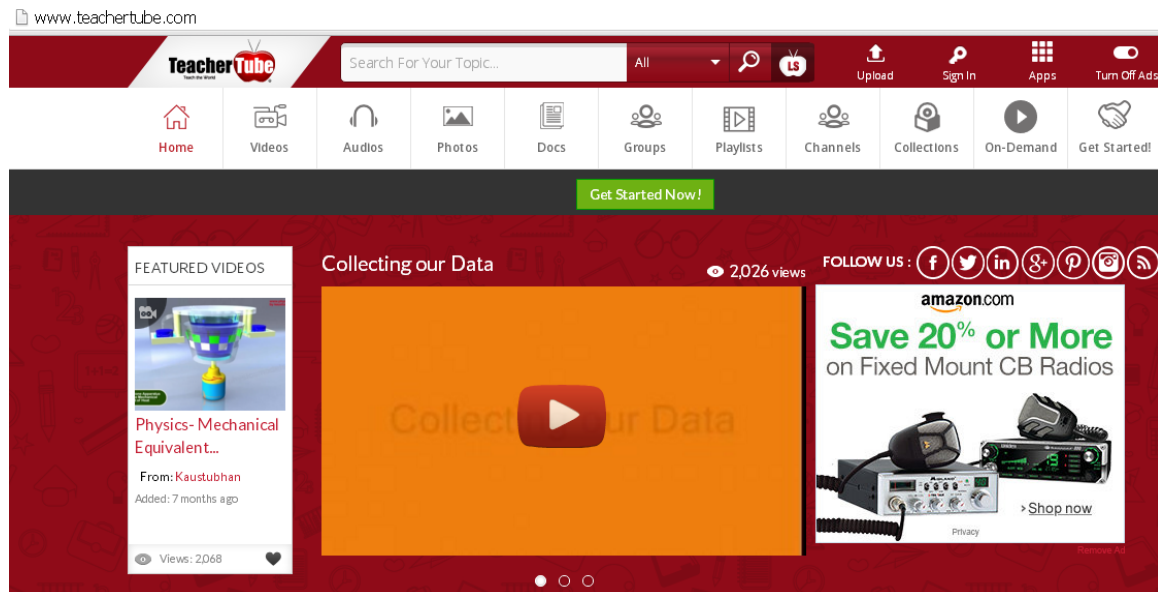 www.teachertube.com
TeacherTube
Teach the World
Search For Your Topic...
All
LS
Upload
Sign In
Apps
Turn Off Ads
Home
Videos
Audios
Photos
Docs
Groups
Playlists
Channels
Collections
On-Demand
Get Started!
Get Started Now!
FEATURED VIDEOS
Physics- Mechanical
Equivalent...
From: Kaustubhan
Added: 7 months ago
Views: 2,068
Collecting our Data
2,026 views
Collecting our Data
FOLLOW US :
amazon.com
Save 20% or More
on Fixed Mount CB Radios
› Shop now
Privacy
Remove Ad